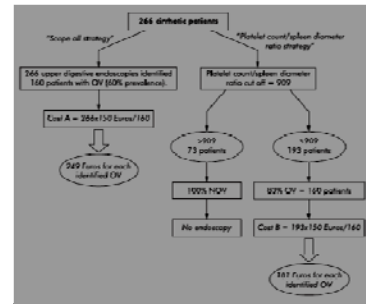 266 cirrhotic patients
"Scope all strategy"
"Platelet count/spleen diameter
ratio strategy"
266 upper digestive endoscopies identified
160 patients with OV (60% prevalence).
Platelet count/spleen diameter
ratio cut off = 909
Cost A = 266x150 Euros/160
>909
73 patients
<909
193 patients
249 Euros for each
identified OV
100% NOV
83% OV = 160 patients
No endoscopy
Cost B = 193x150 Euros/160
181 Euros for each
identified OV